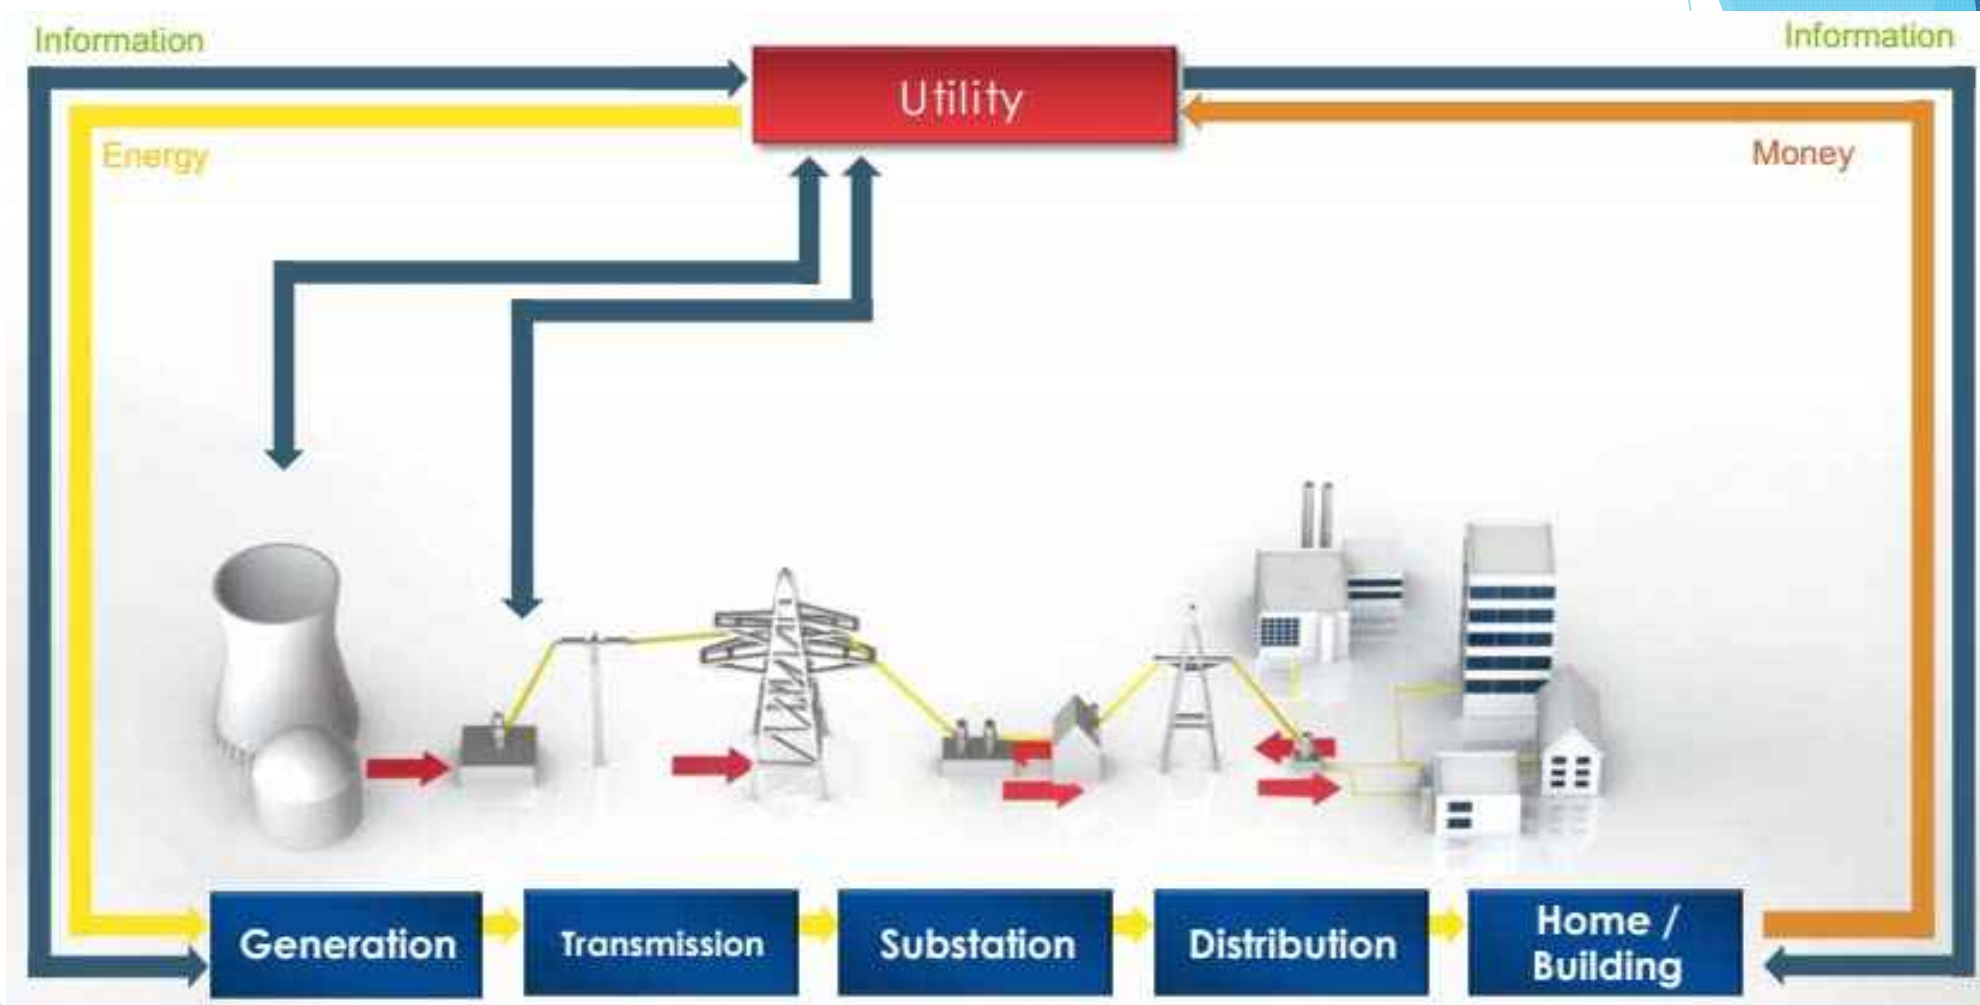 Information
Information
Utility
Energy
Money
Generation
Transmission
Substation
Distribution
Home /
Building